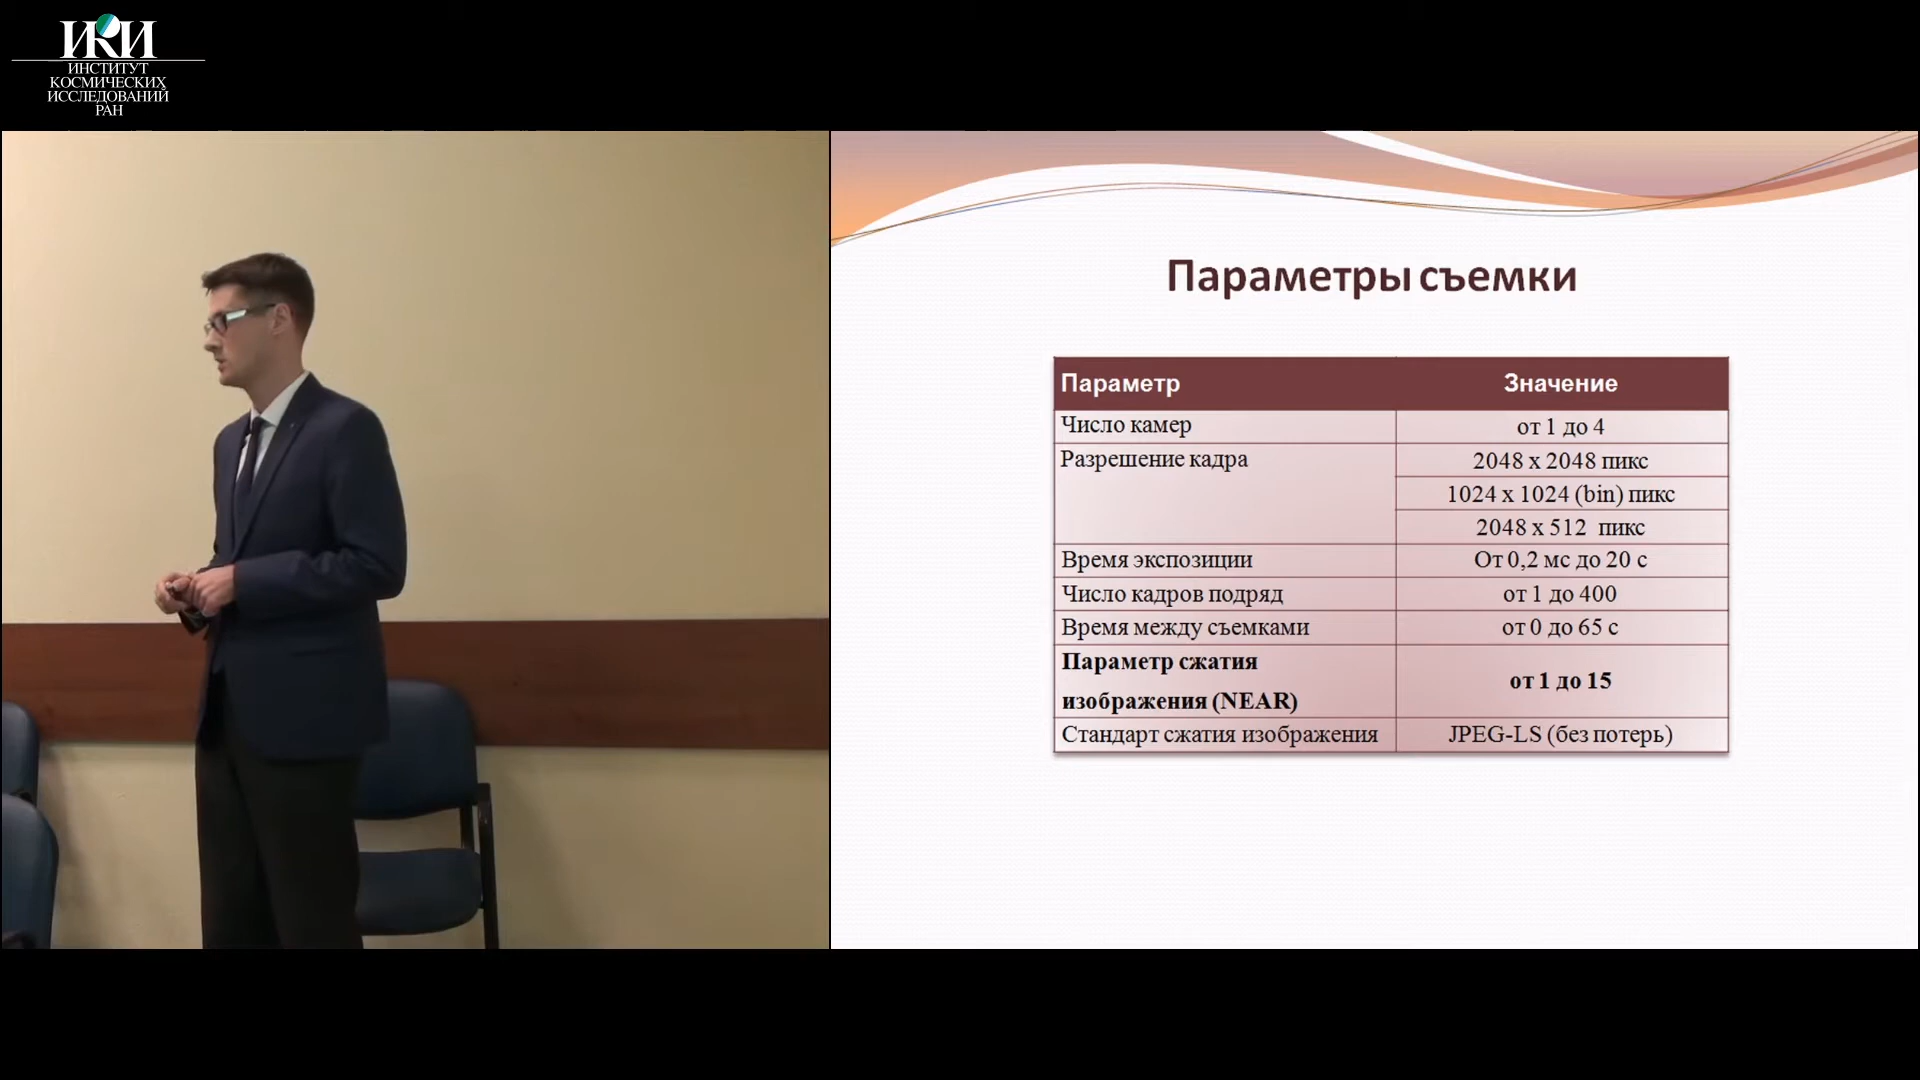 ИКИ
ИНСТИТУТ
КОСМИЧЕСКИХ
ИССЛЕДОВАНИЙ
РАН
Параметры съемки
Параметр Значение
Число камер от 1 до 4
Разрешение кадра 2048 x 2048 пикс
1024 x 1024 (bin) пикс
2048 x 512 пикс
Время экспозиции От 0,2 мс до 20 с
Число кадров подряд от 1 до 400
Время между съемками от 0 до 65 с
Параметр сжатия
изображения (NEAR) от 1 до 15
Стандарт сжатия изображения JPEG-LS (без потерь)